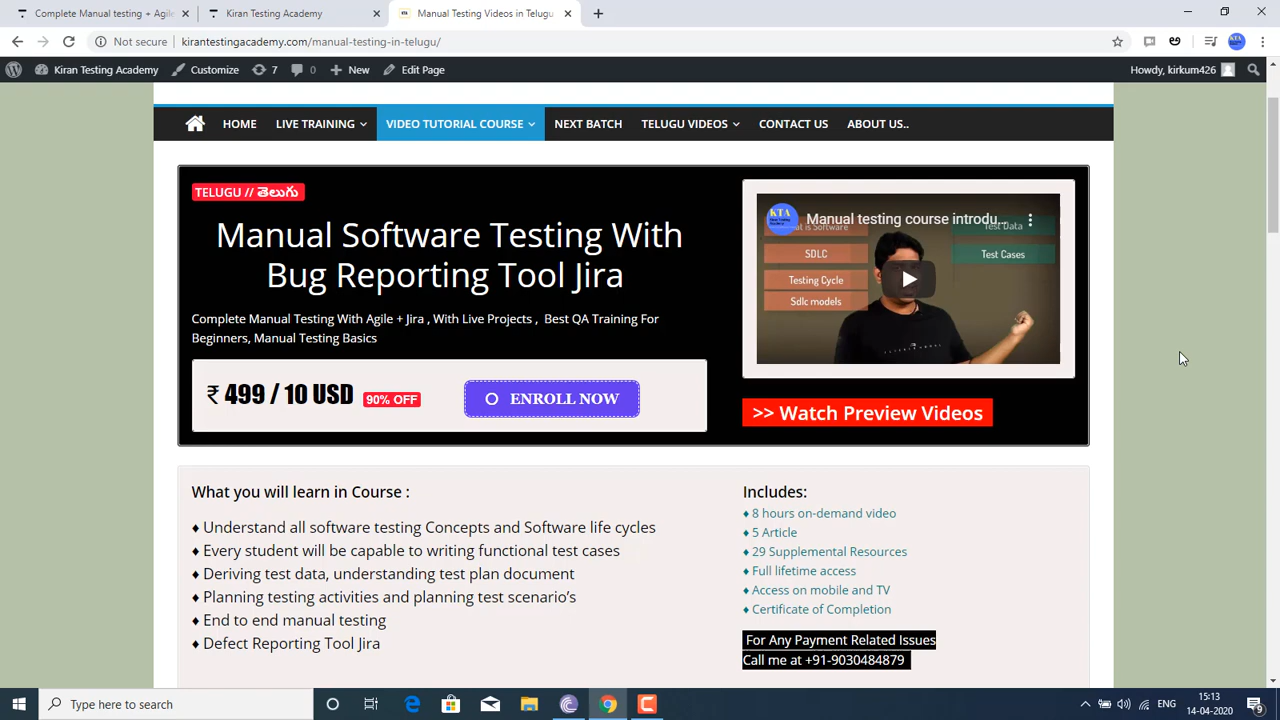 Complete Manual testing + Agile
Kiran Testing Academy
Manual Testing Videos in Telugu
Not secure
kirantestingacademy.com/manual-testing-in-telugu/
Kiran Testing Academy
Customize
7
0
New
Edit Page
Howdy, kirkum426
HOME
LIVE TRAINING
VIDEO TUTORIAL COURSE
NEXT BATCH
TELUGU VIDEOS
CONTACT US
ABOUT US..
TELUGU // తెలుగు
Manual Software Testing With
Bug Reporting Tool Jira
Complete Manual Testing With Agile + Jira , With Live Projects , Best QA Training For
Beginners, Manual Testing Basics
₹ 499 / 10 USD
90% OFF
ENROLL NOW
KTA
Manual testing course introdu...
What is Software
Test Data
SDLC
Test Cases
Testing Cycle
Sdlc models
>> Watch Preview Videos
What you will learn in Course :
♦ Understand all software testing Concepts and Software life cycles
♦ Every student will be capable to writing functional test cases
♦ Deriving test data, understanding test plan document
♦ Planning testing activities and planning test scenario's
♦ End to end manual testing
♦ Defect Reporting Tool Jira
Includes:
♦ 8 hours on-demand video
♦ 5 Article
♦ 29 Supplemental Resources
♦ Full lifetime access
♦ Access on mobile and TV
♦ Certificate of Completion
For Any Payment Related Issues
Call me at +91-9030484879
Type here to search
ENG
15:13
14-04-2020
9